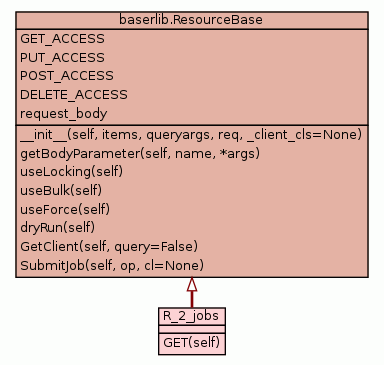 baserlib.ResourceBase
GET_ACCESS
PUT_ACCESS
POST_ACCESS
DELETE_ACCESS
request_body
__init__(self, items, queryargs, req, _client_cls=None)
getBodyParameter(self, name, *args)
useLocking(self)
useBulk(self)
useForce(self)
dryRun(self)
GetClient(self, query=False)
SubmitJob(self, op, cl=None)
R_2_jobs
GET(self)